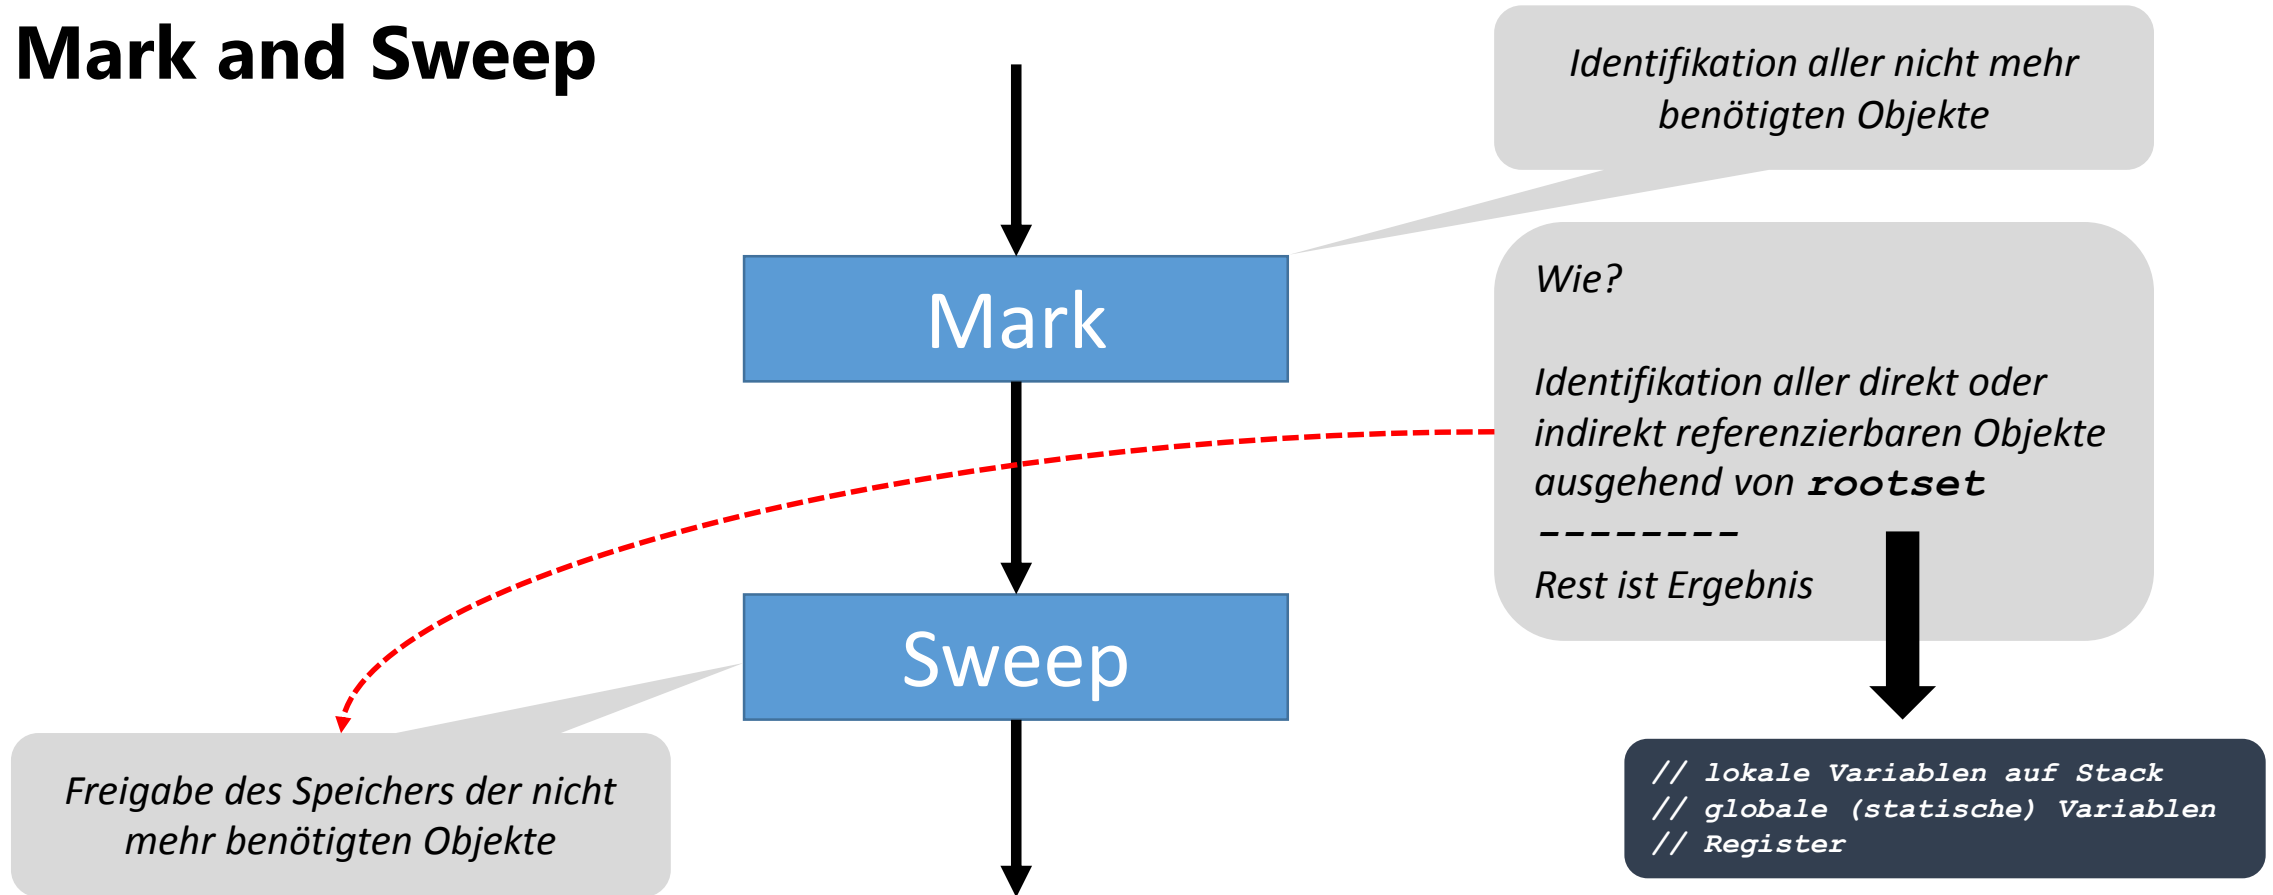 Mark and Sweep
Identifikation aller nicht mehr
benötigten Objekte
Mark
Wie?
Identifikation aller direkt oder
indirekt referenzierbaren Objekte
ausgehend von rootset
--------
Rest ist Ergebnis
Sweep
Freigabe des Speichers der nicht
mehr benötigten Objekte
// lokale Variablen auf Stack
// globale (statische) Variablen
// Register